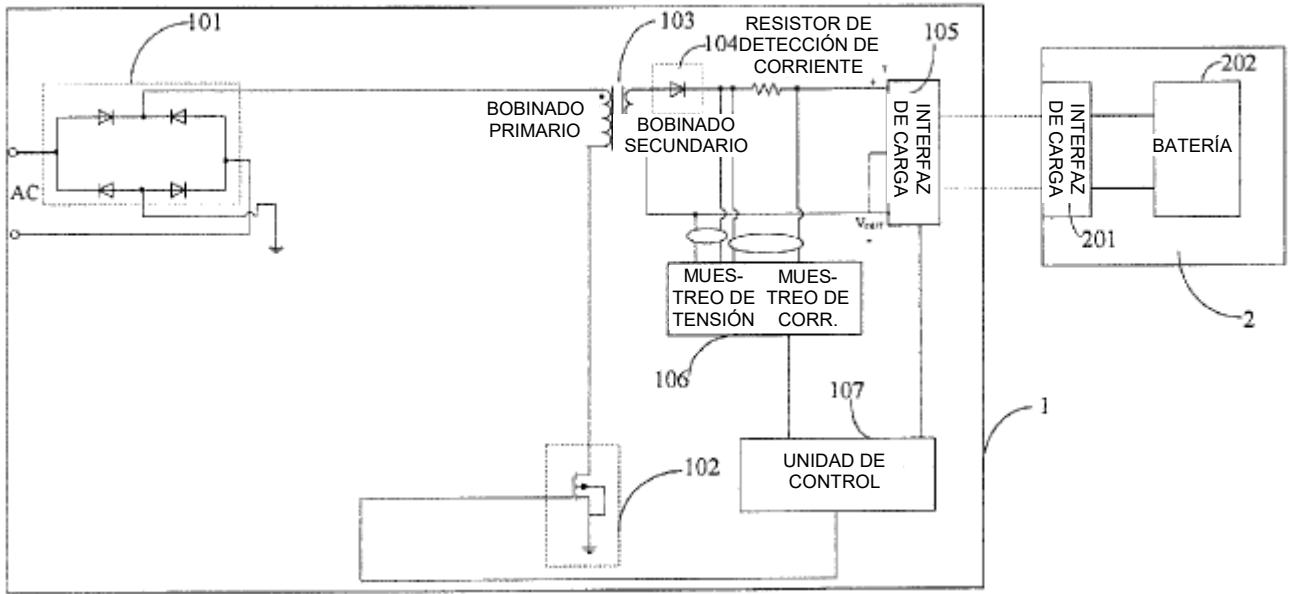 101
103
104
RESISTOR DE
DETECCIÓN DE
CORRIENTE
105
202
BOBINADO
PRIMARIO
BOBINADO
SECUNDARIO
+
INTERFAZ
DE CARGA
INTERFAZ
DE CARGA
BATERÍA
AC
201
MUES-
TREO DE
TENSIÓN
MUES-
TREO DE
CORR.
2
106
107
1
102
UNIDAD DE
CONTROL